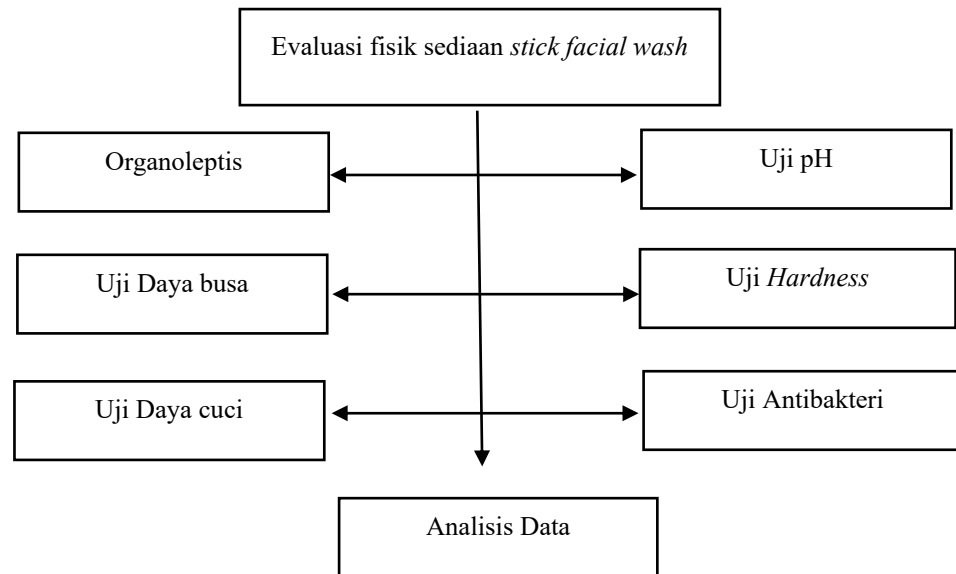 Evaluasi fisik sediaan stick facial wash
Organoleptis
Uji pH
Uji Daya busa
Uji Hardness
Uji Daya cuci
Uji Antibakteri
Analisis Data